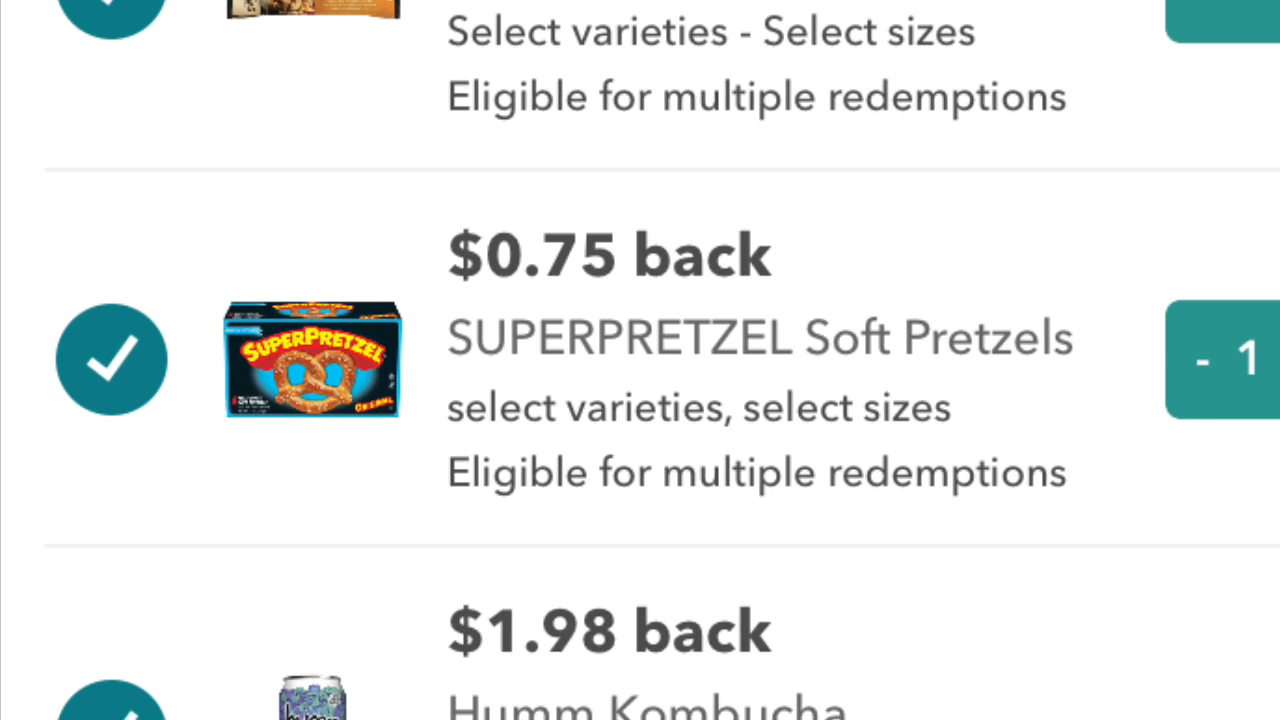 Select varieties - Select sizes
Eligible for multiple redemptions
$0.75 back
SUPERPRETZEL Soft Pretzels
select varieties, select sizes
Eligible for multiple redemptions
SUPERPRETZEL
ORIGINAL
- 1
$1.98 back
Humm Kombucha